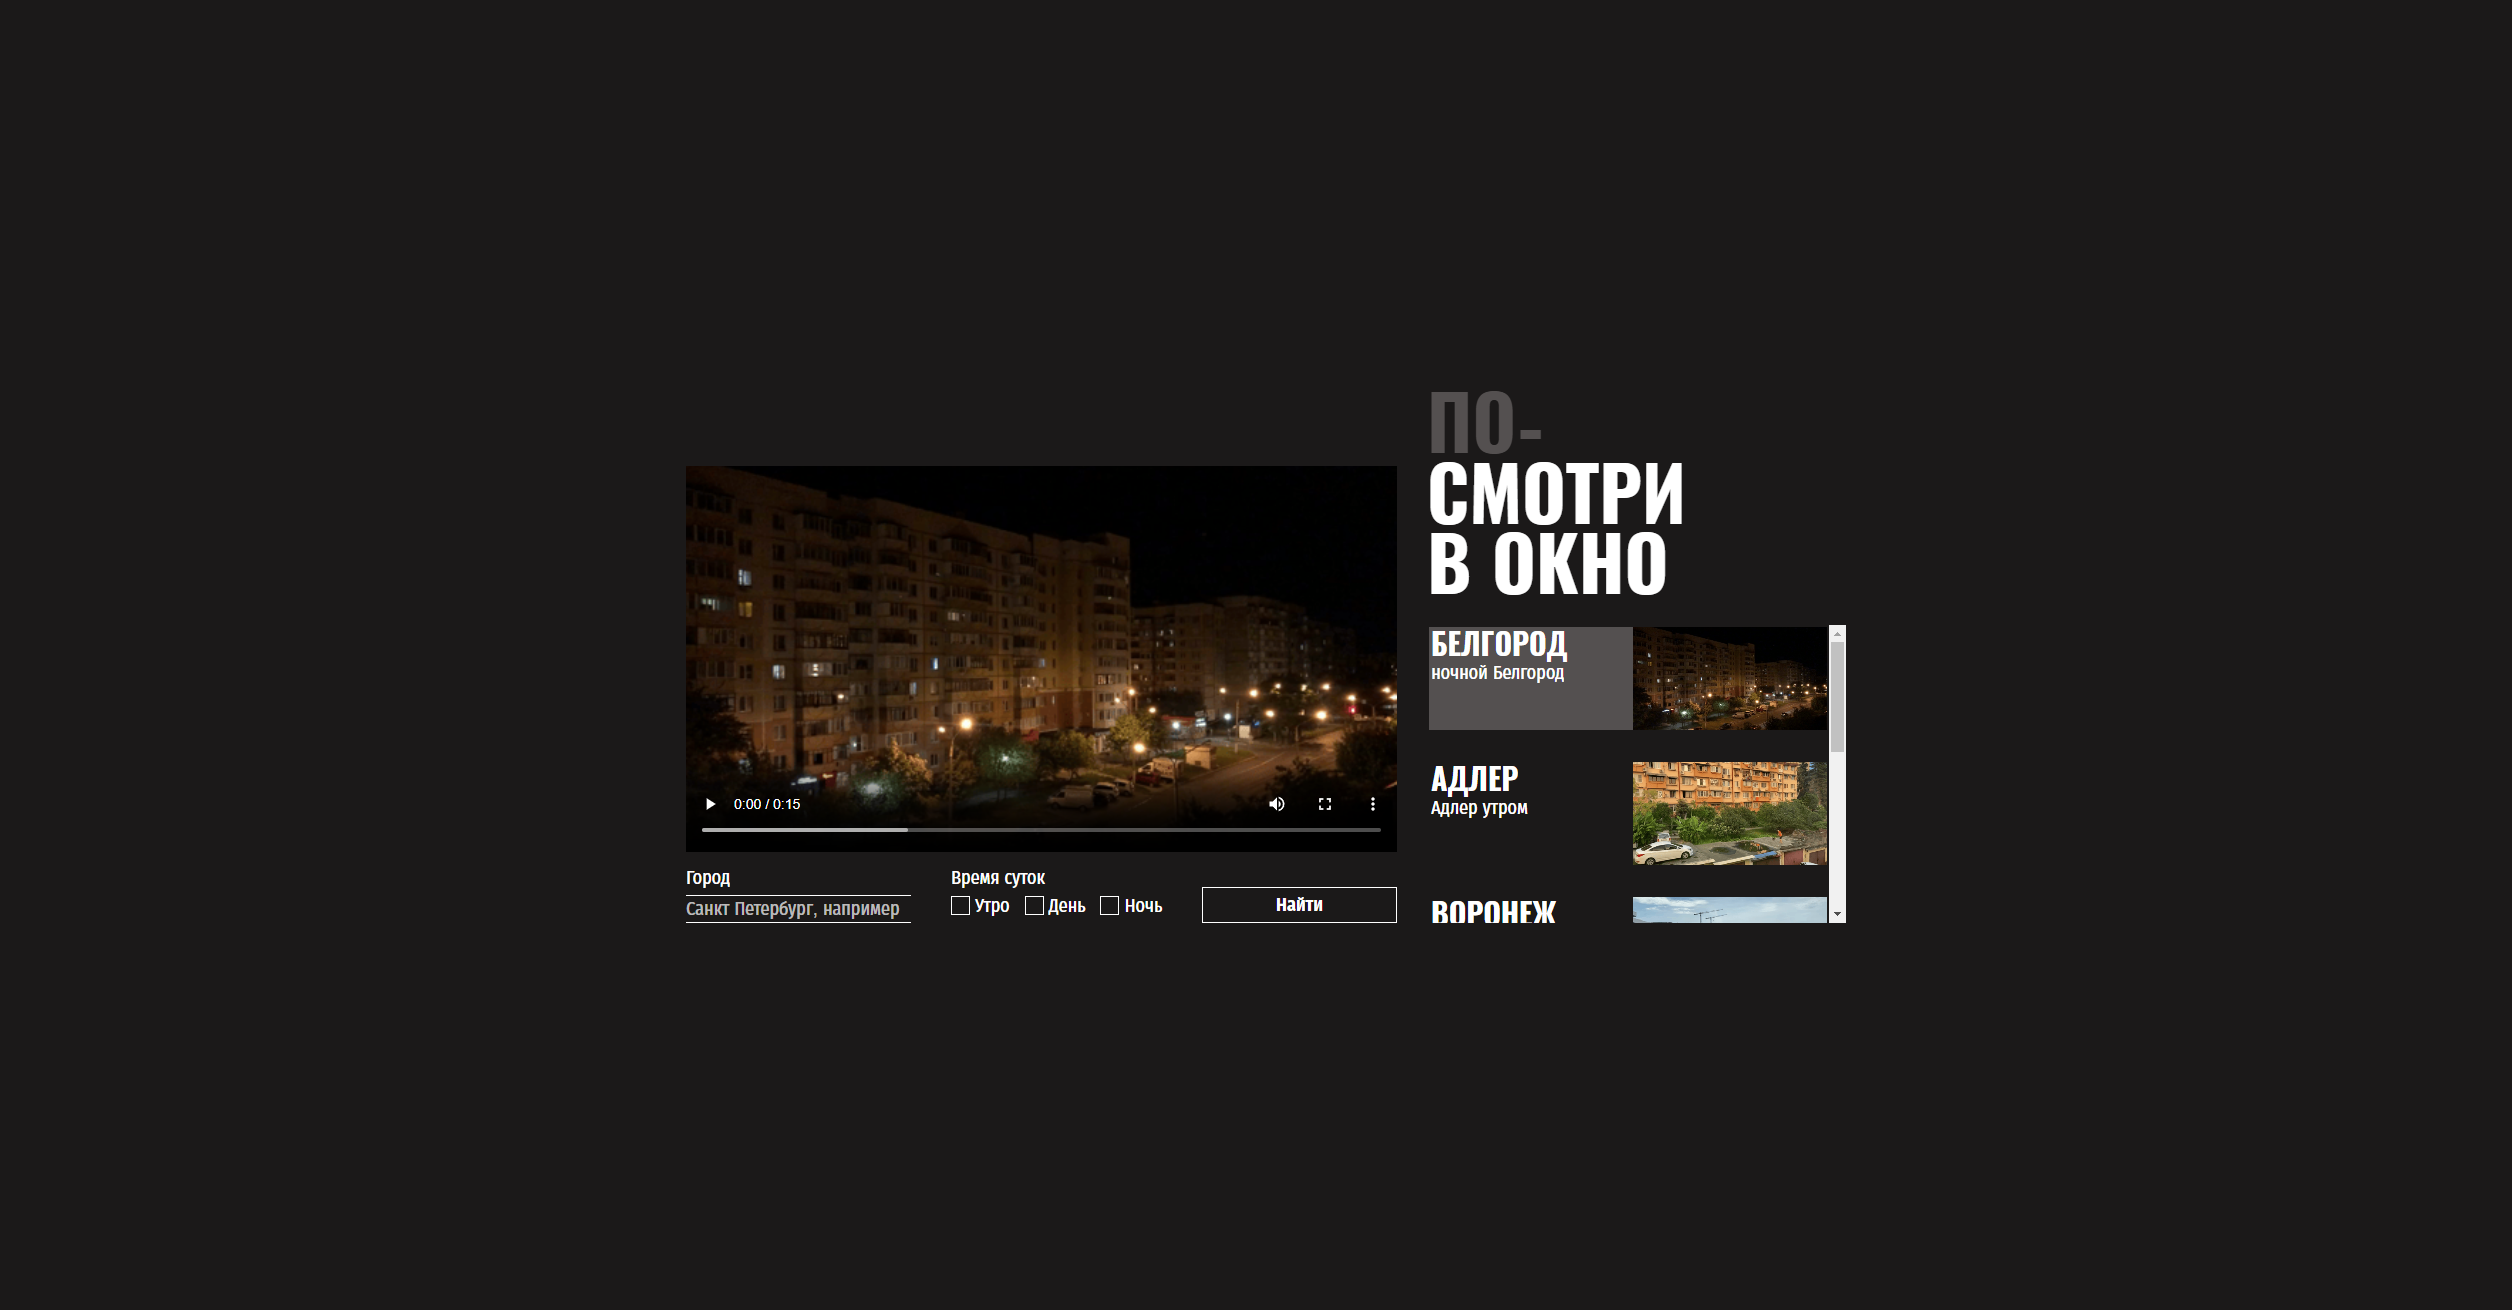 ПО-
СМОТРИ
В ОКНО
0:00 / 0:15
Город
Санкт Петербург, например
Время суток
Утро
День
Ночь
Найти
БЕЛГОРОД
ночной Белгород
АДЛЕР
Адлер утром
ВОРОНЕЖ